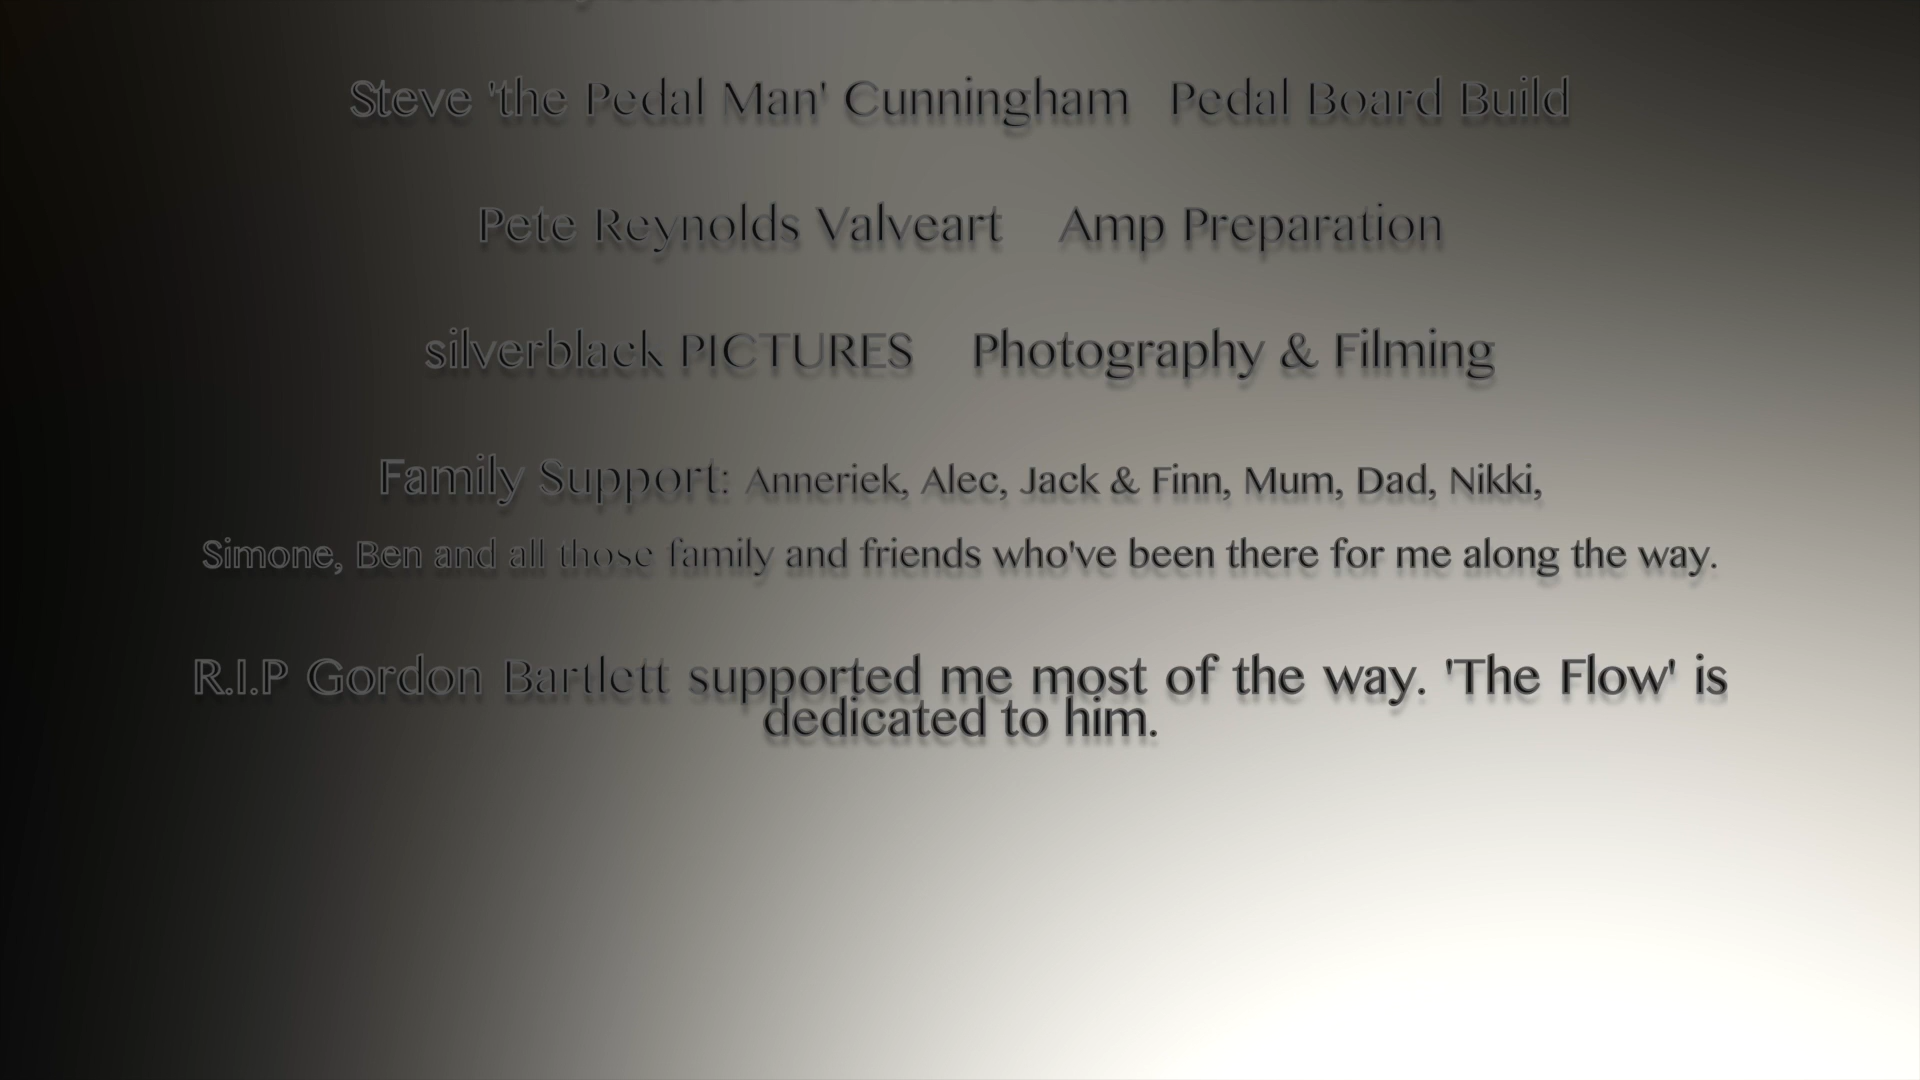 Steve 'the Pedal Man' Cunningham Pedal Board Build
Pete Reynolds Valveart Amp Preparation
silverblack PICTURES Photography & Filming
Family Support: Anneriek, Alec, Jack & Finn, Mum, Dad, Nikki,
Simone, Ben and all those family and friends who've been there for me along the way.
R.I.P Gordon Bartlett supported me most of the way. 'The Flow' is
dedicated to him.